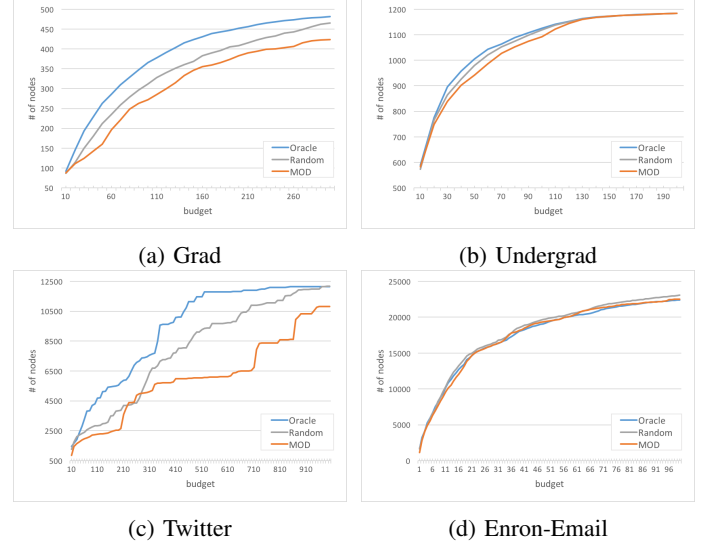 500
450
400
350
300
250
200
150
100
50
# of nodes
10 60 110 160 210 260
budget
Oracle
Random
MOD
(a) Grad
1200
1100
1000
900
800
700
600
500
# of nodes
10 30 50 70 90 110 130 150 170 190
budget
Oracle
Random
MOD
(b) Undergrad
12500
10500
8500
6500
4500
2500
500
# of nodes
10 110 210 310 410 510 610 710 810 910
budget
Oracle
Random
MOD
(c) Twitter
25000
20000
15000
10000
5000
0
# of nodes
1 6 11 16 21 26 31 36 41 46 51 56 61 66 71 76 81 86 91 96
budget
Oracle
Random
MOD
(d) Enron-Email